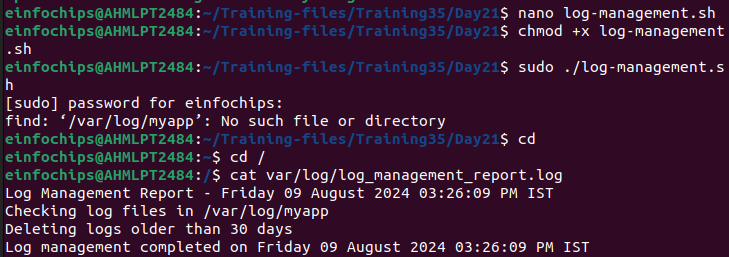 einfochips@AHMLPT2484:~/Training-files/Training35/Day21$ nano log-management.sh
einfochips@AHMLPT2484:~/Training-files/Training35/Day21$ chmod +x log-management
.sh
einfochips@AHMLPT2484:~/Training-files/Training35/Day21$ sudo ./log-management.s
h
[sudo] password for einfochips:
find: ‘/var/log/myapp’: No such file or directory
einfochips@AHMLPT2484:~/Training-files/Training35/Day21$ cd
einfochips@AHMLPT2484:~$ cd /
einfochips@AHMLPT2484:/$ cat var/log/log_management_report.log
Log Management Report - Friday 09 August 2024 03:26:09 PM IST
Checking log files in /var/log/myapp
Deleting logs older than 30 days
Log management completed on Friday 09 August 2024 03:26:09 PM IST